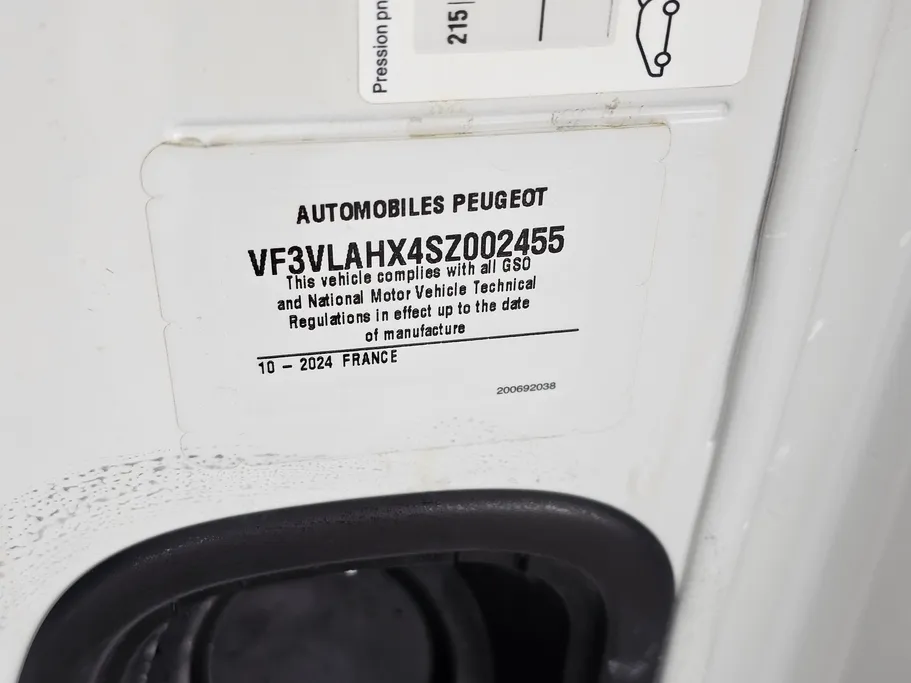 Pression pn
215
AUTOMOBILES PEUGEOT
VF3VLAHX4SZ002455
This vehicle complies with all GSO
and National Motor Vehicle Technical
Regulations in effect up to the date
of manufacture
10 - 2024 FRANCE
200692038